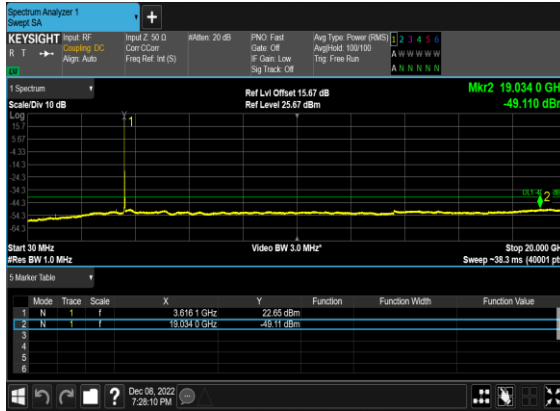 Spectrum Analyzer 1
Swept SA
+
KEYSIGHT Input: RF Input Z: 50 Ω #Atten: 20 dB PNO: Fast Avg Type: Power (RMS) 1 2 3 4 5 6
R T Coupling: DC Corr CCorr Gate: Off Avg|Hold: 100/100 A W W W W W
Align: Auto Freq Ref: Int (S) IF Gain: Low Trig: Free Run
Sig Track: Off A N N N N N
1 Spectrum
Ref Lvl Offset 15.67 dB Mkr2 19.034 0 GH
Scale/Div 10 dB Ref Level 25.67 dBm -49.110 dB
Log
15.7
5.67
-4.33
-14.3
-24.3
-34.3
-44.3
-54.3
-64.3
1
2
Start 30 MHz Video BW 3.0 MHz* Stop 20.000 GH
#Res BW 1.0 MHz Sweep ~38.3 ms (40001 pt
5 Marker Table
Mode Trace Scale X Y Function Function Width Function Value
1 N 1 f 3.616 1 GHz 22.65 dBm
2 N 1 f 19.034 0 GHz -49.11 dBm
3
4
5
6
? Dec 08, 2022
7:28:10 PM